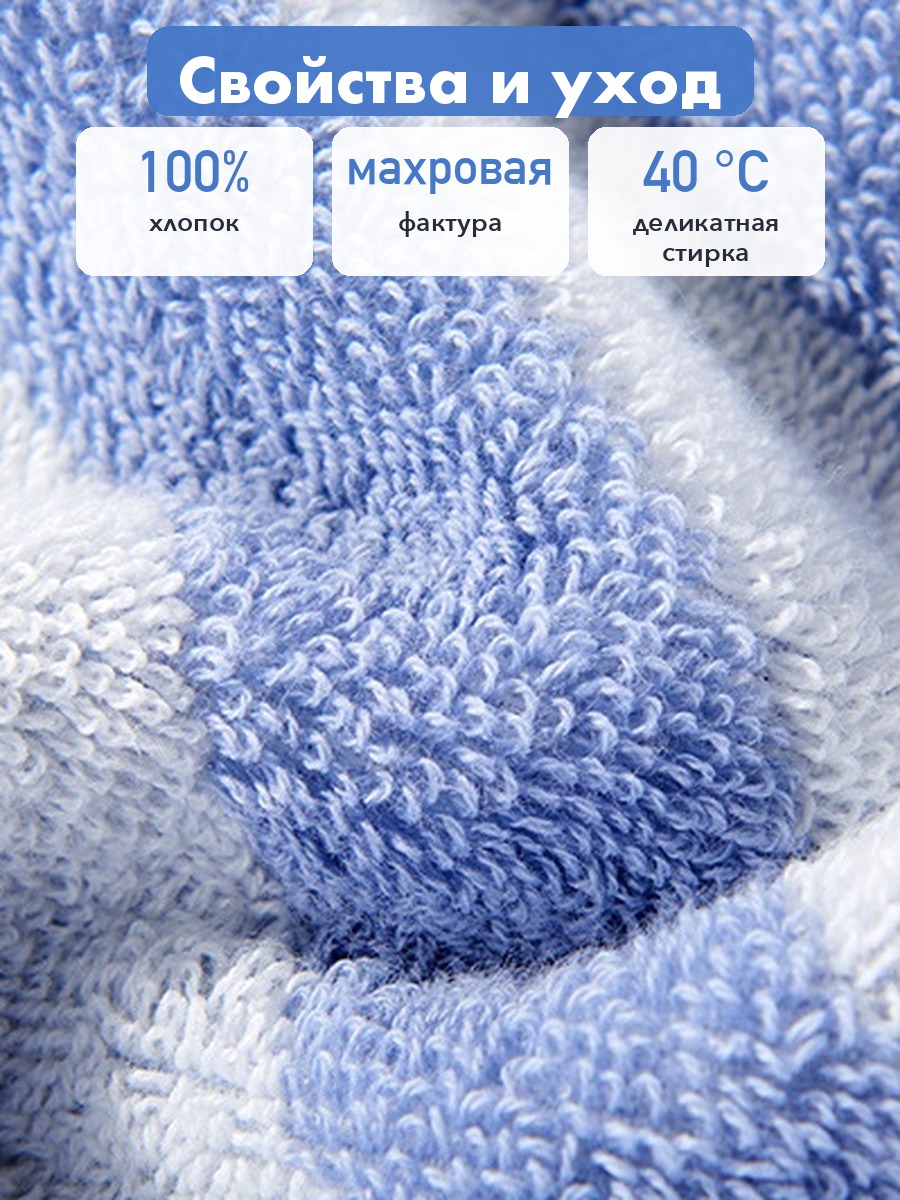 Свойства и уход
100%
хлопок
махровая
фактура
40 °C
деликатная
стирка